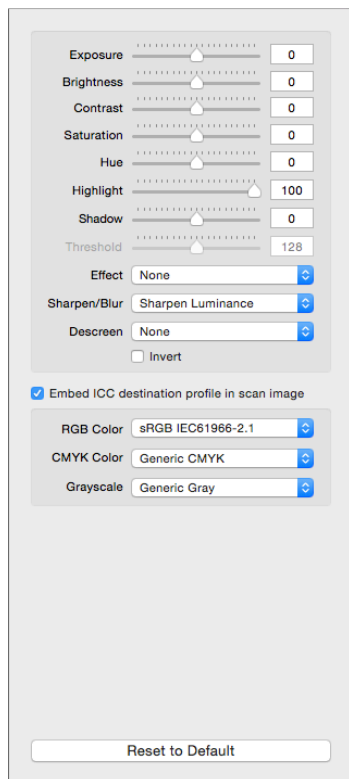 Exposure 0
Brightness 0
Contrast 0
Saturation 0
Hue 0
Highlight 100
Shadow 0
Threshold 128
Effect None
Sharpen/Blur Sharpen Luminance
Descreen None
Invert
Embed ICC destination profile in scan image
RGB Color sRGB IEC61966-2.1
CMYK Color Generic CMYK
Grayscale Generic Gray
Reset to Default